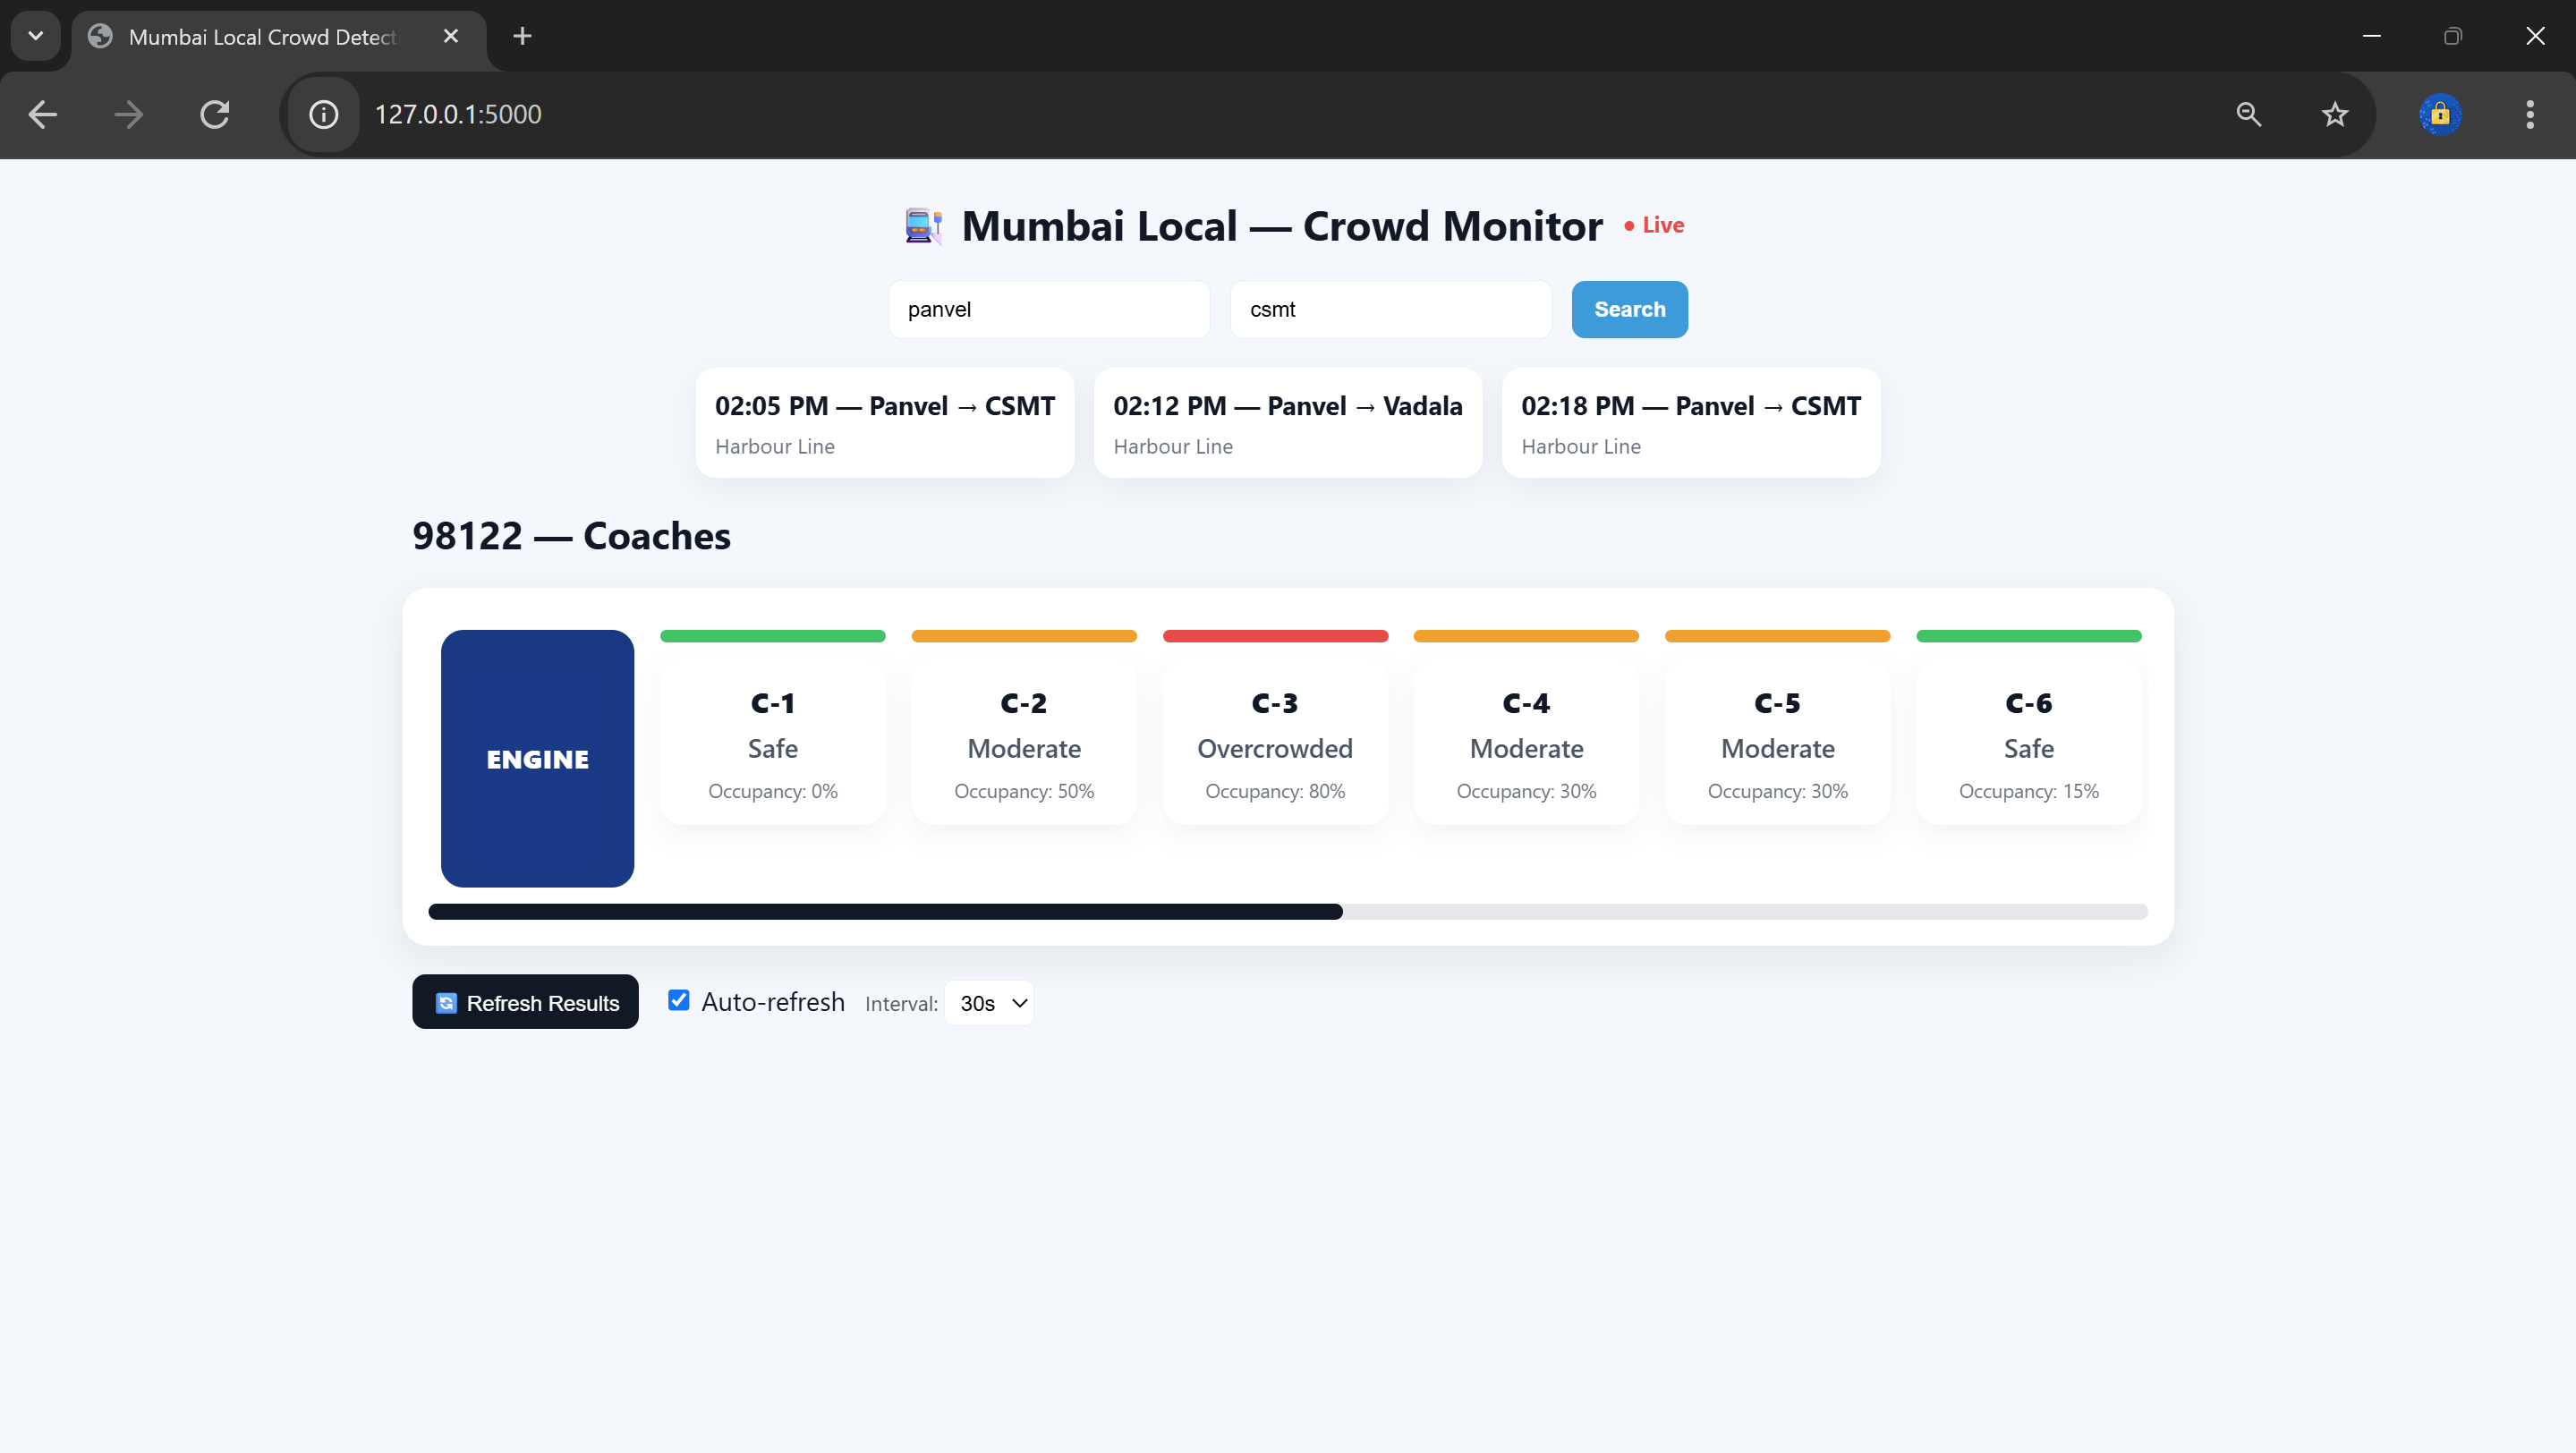 Mumbai Local Crowd Detect
127.0.0.1:5000
Mumbai Local — Crowd Monitor • Live
panvel csmt Search
02:05 PM — Panvel → CSMT 02:12 PM — Panvel → Vadala 02:18 PM — Panvel → CSMT
Harbour Line Harbour Line Harbour Line
98122 — Coaches
ENGINE
C-1 C-2 C-3 C-4 C-5 C-6
Safe Moderate Overcrowded Moderate Moderate Safe
Occupancy: 0% Occupancy: 50% Occupancy: 80% Occupancy: 30% Occupancy: 30% Occupancy: 15%
Refresh Results Auto-refresh Interval: 30s